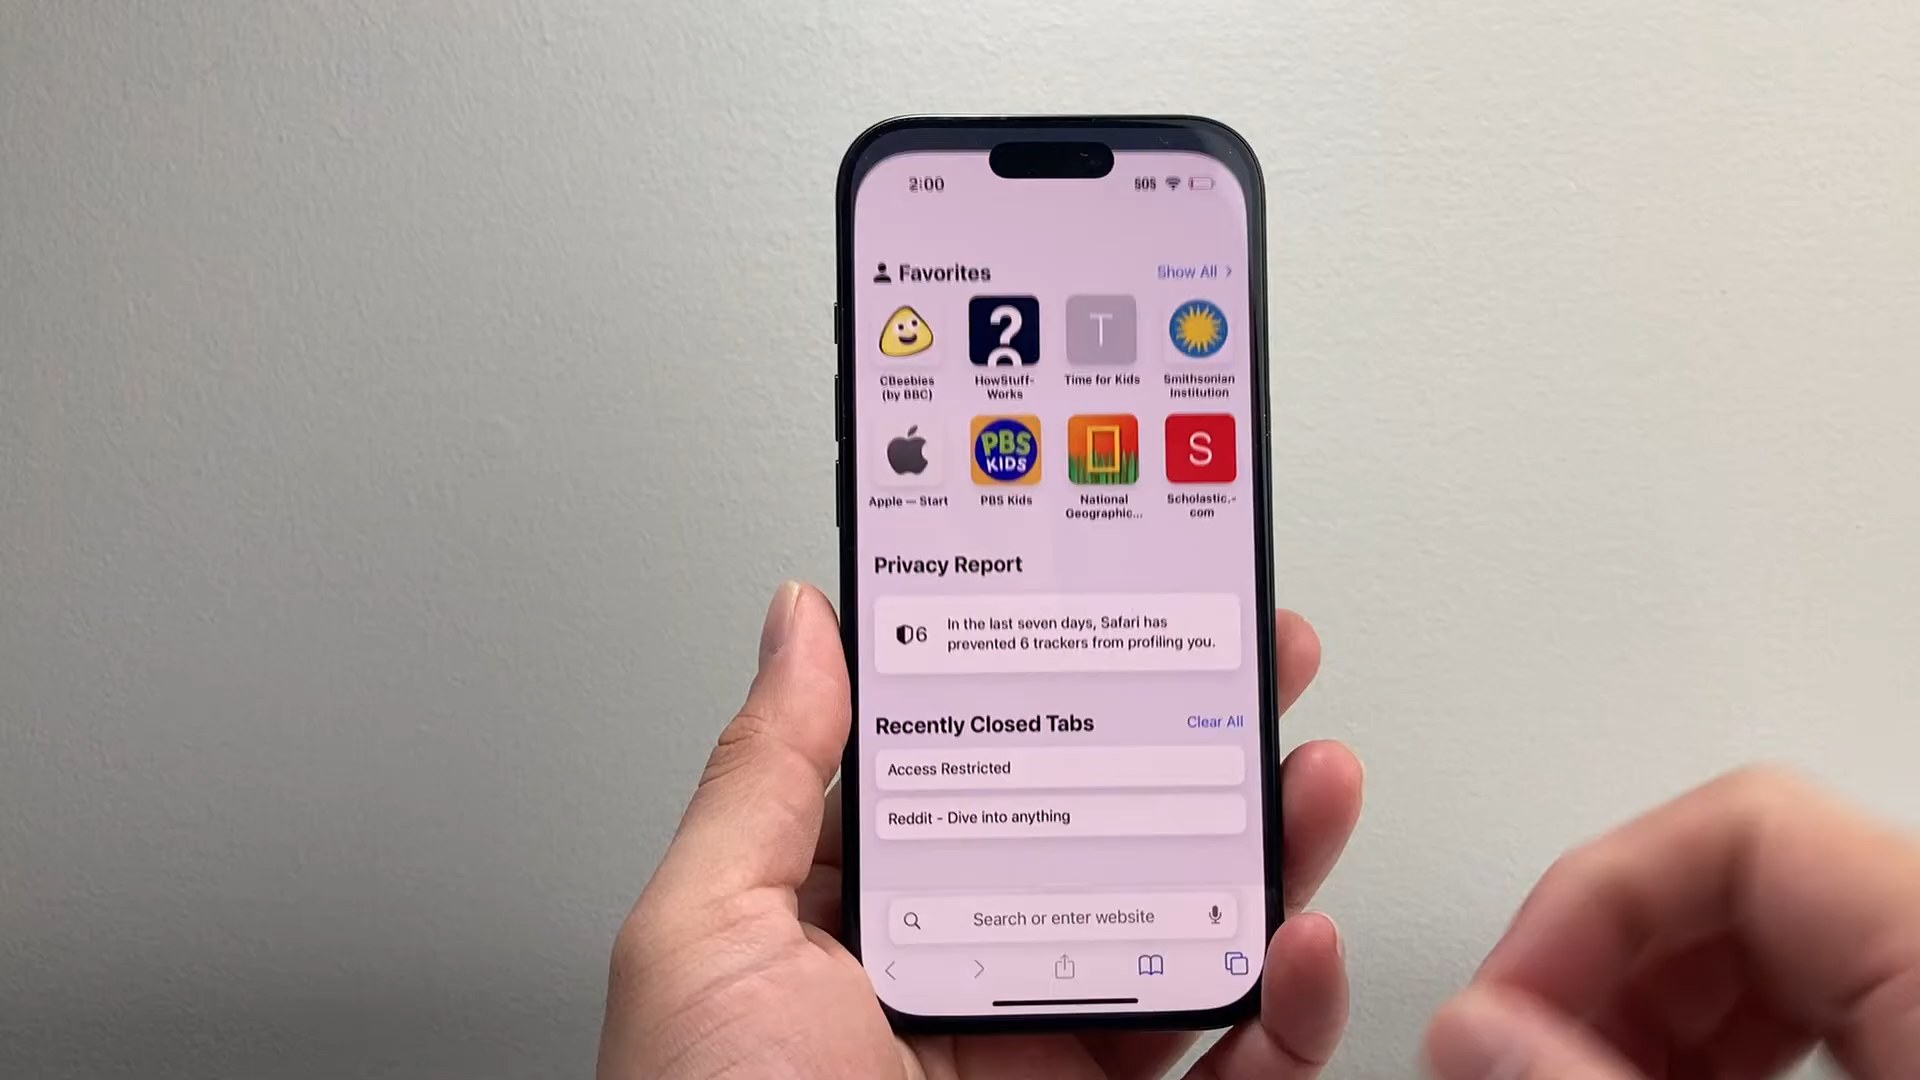 2:00
SOS
Favorites
Show All >
?
T
S
CBeebies
(by BBC)
HowStuff-
Works
Time for Kids
Smithsonian
Institution
PBS
KIDS
Apple — Start
PBS Kids
National
Geographic...
Scholastic.-
com
Privacy Report
6
In the last seven days, Safari has
prevented 6 trackers from profiling you.
Recently Closed Tabs
Clear All
Access Restricted
Reddit - Dive into anything
Search or enter website